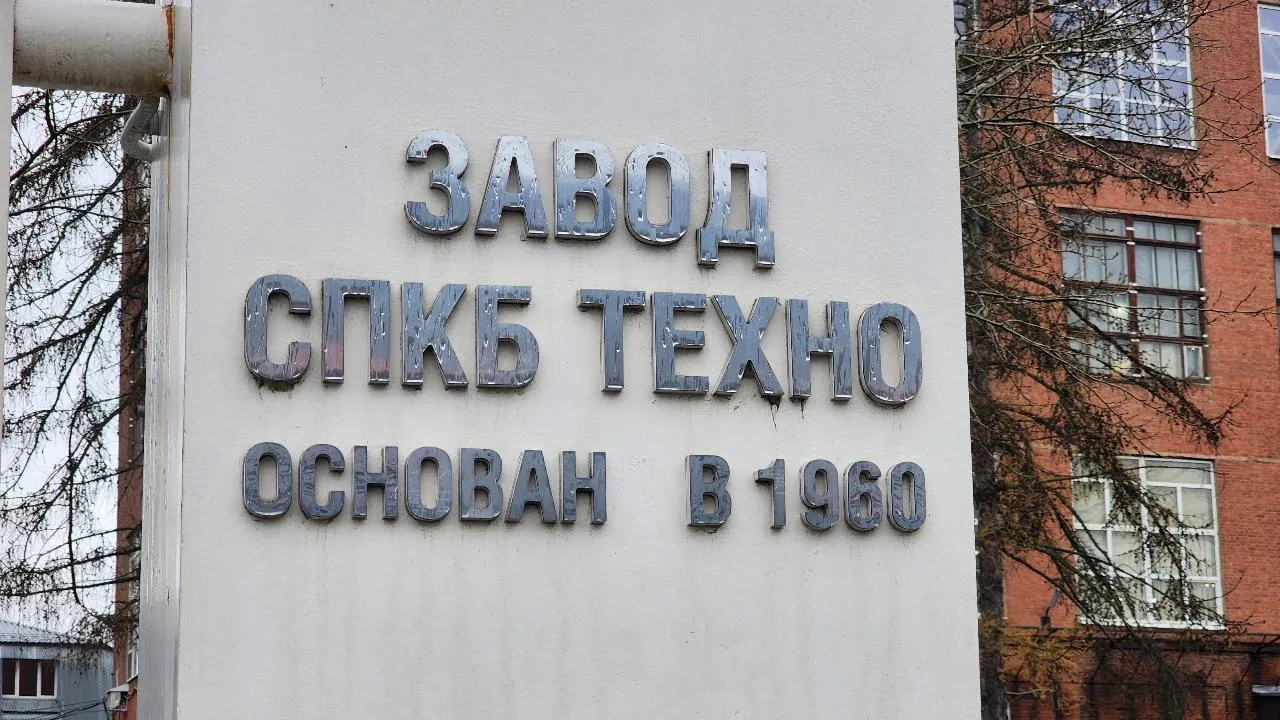 ЗАВОД
СПКБ ТЕХНО
ОСНОВАН В 1960